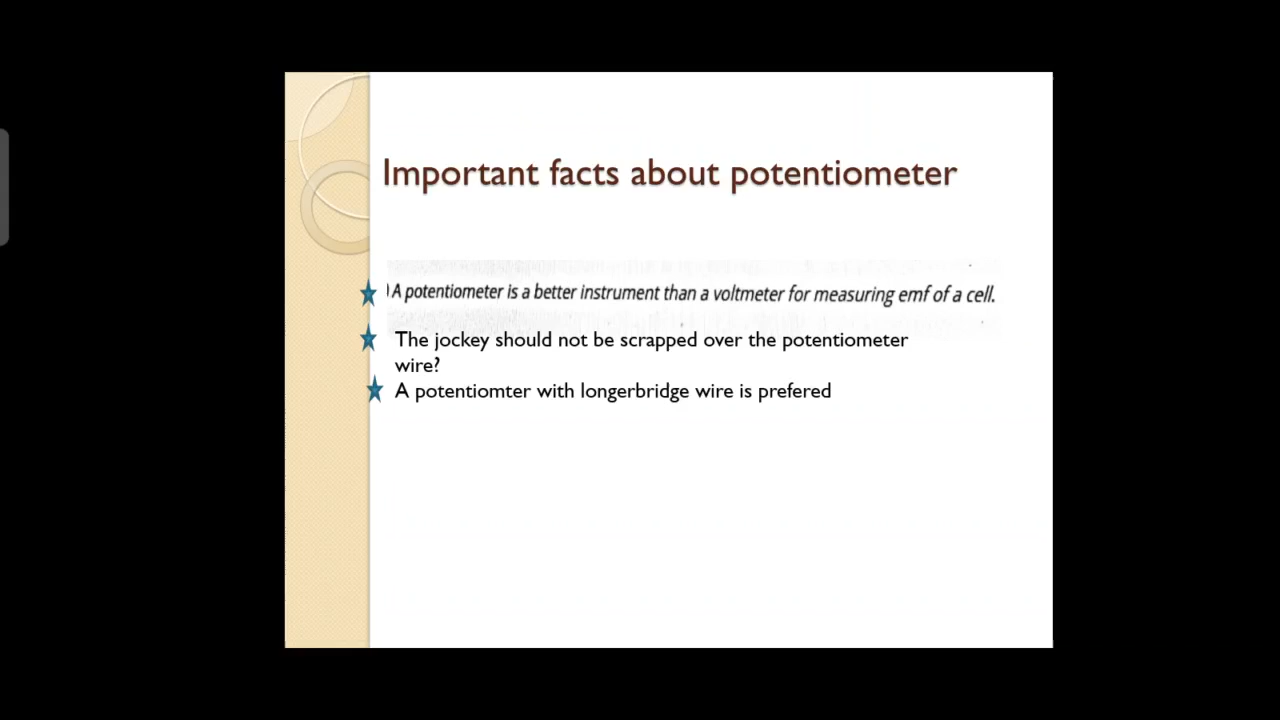 Important facts about potentiometer
) A potentiometer is a better instrument than a voltmeter for measuring emf of a cell.
The jockey should not be scrapped over the potentiometer
wire?
A potentiomter with longerbridge wire is prefered